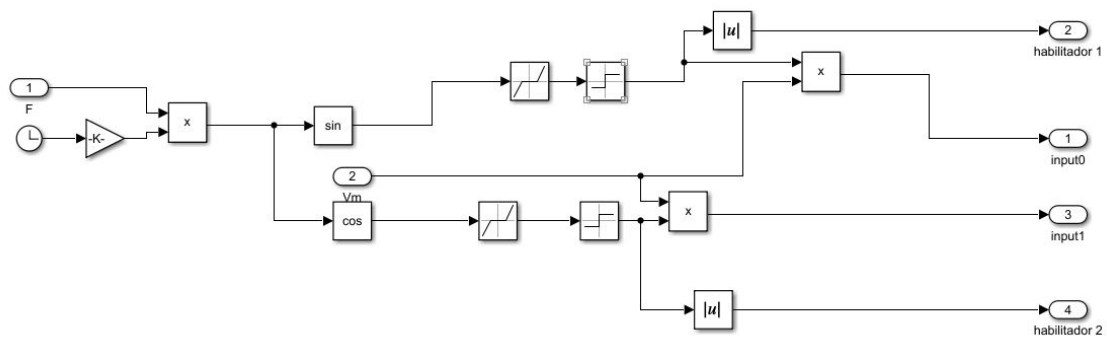 |u|
2
habilitador 1
x
1
F
x
-K-
sin
1
input0
2
Vm
cos
x
3
input1
|u|
4
habilitador 2